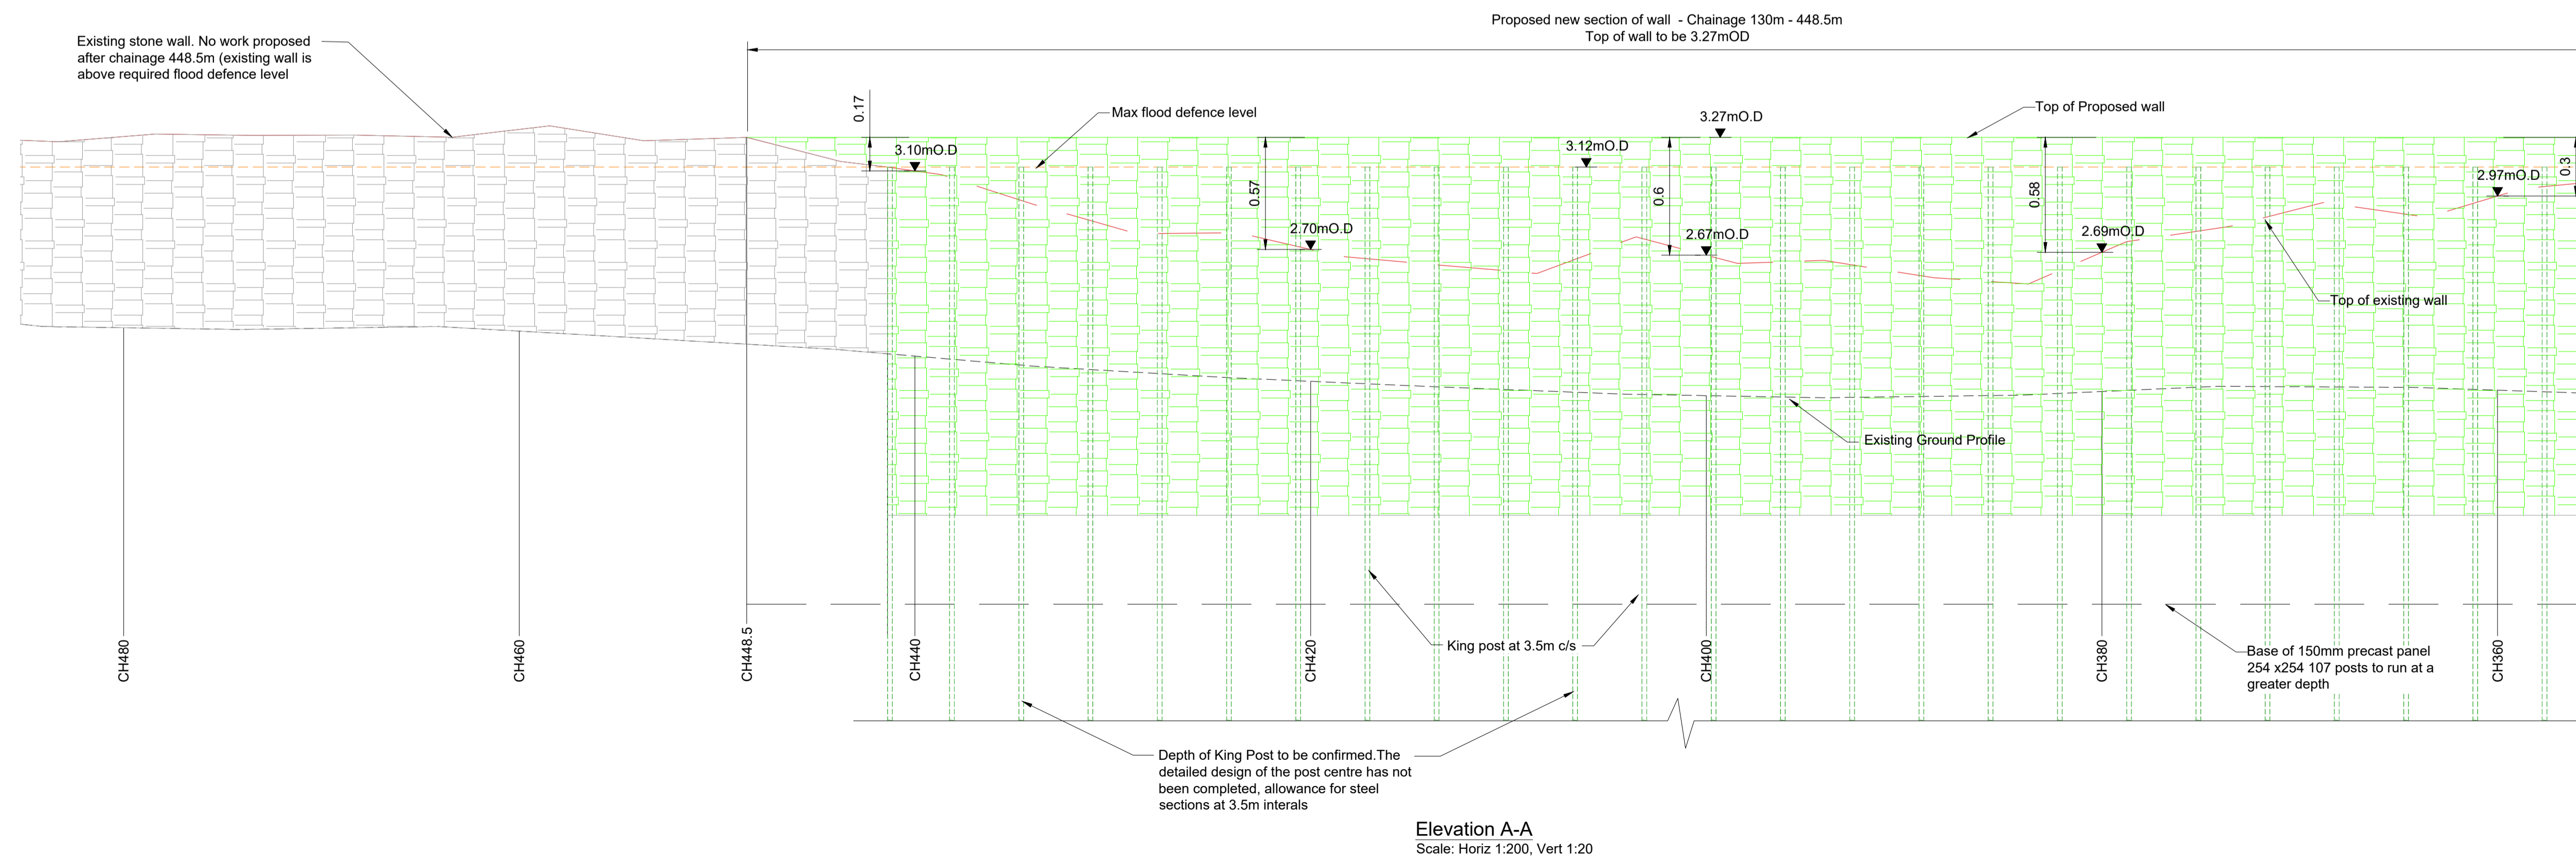 Proposed new section of wall - Chainage 130m - 448.5m
Top of wall to be 3.27mOD
Existing stone wall. No work proposed
after chainage 448.5m (existing wall is
above required flood defence level
0.17
Max flood defence level
Top of Proposed wall
3.27mO.D
3.10mO.D
3.12mO.D
0.57
0.6
0.58
0.3
2.97mO.D
2.70mO.D
2.67mO.D
2.69mO.D
Top of existing wall
Existing Ground Profile
CH480
CH460
CH448.5
CH440
CH420
CH400
CH380
CH360
King post at 3.5m c/s
Base of 150mm precast panel
254 x254 107 posts to run at a
greater depth
Depth of King Post to be confirmed.The
detailed design of the post centre has not
been completed, allowance for steel
sections at 3.5m interals
Elevation A-A
Scale: Horiz 1:200, Vert 1:20